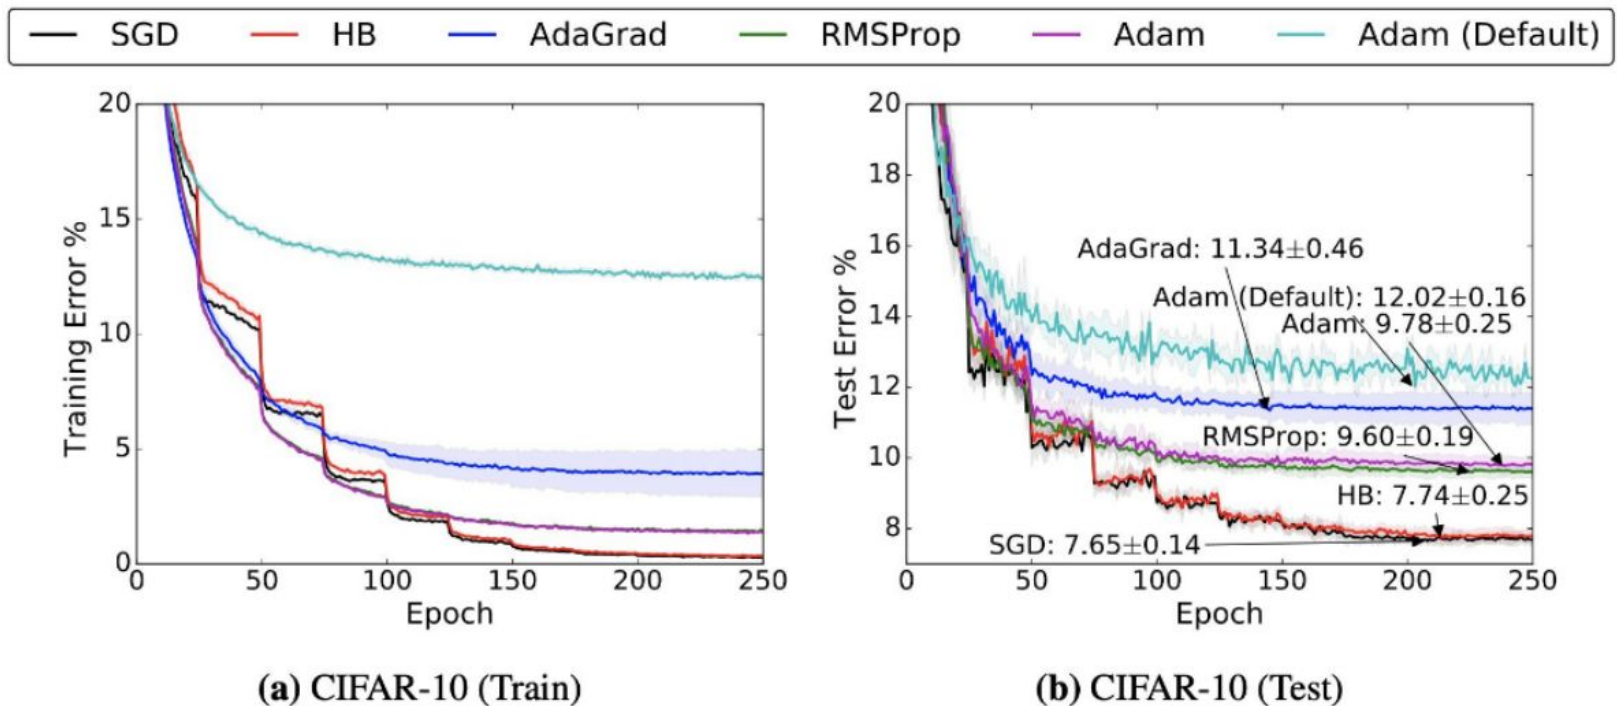 SGD HB AdaGrad RMSProp Adam Adam (Default)
20
15
10
5
0
Training Error %
0 50 100 150 200 250
Epoch
(a) CIFAR-10 (Train)
20
18
16
14
12
10
8
Test Error %
AdaGrad: 11.34±0.46
Adam (Default): 12.02±0.16
Adam: 9.78±0.25
RMSProp: 9.60±0.19
HB: 7.74±0.25
SGD: 7.65±0.14
0 50 100 150 200 250
Epoch
(b) CIFAR-10 (Test)